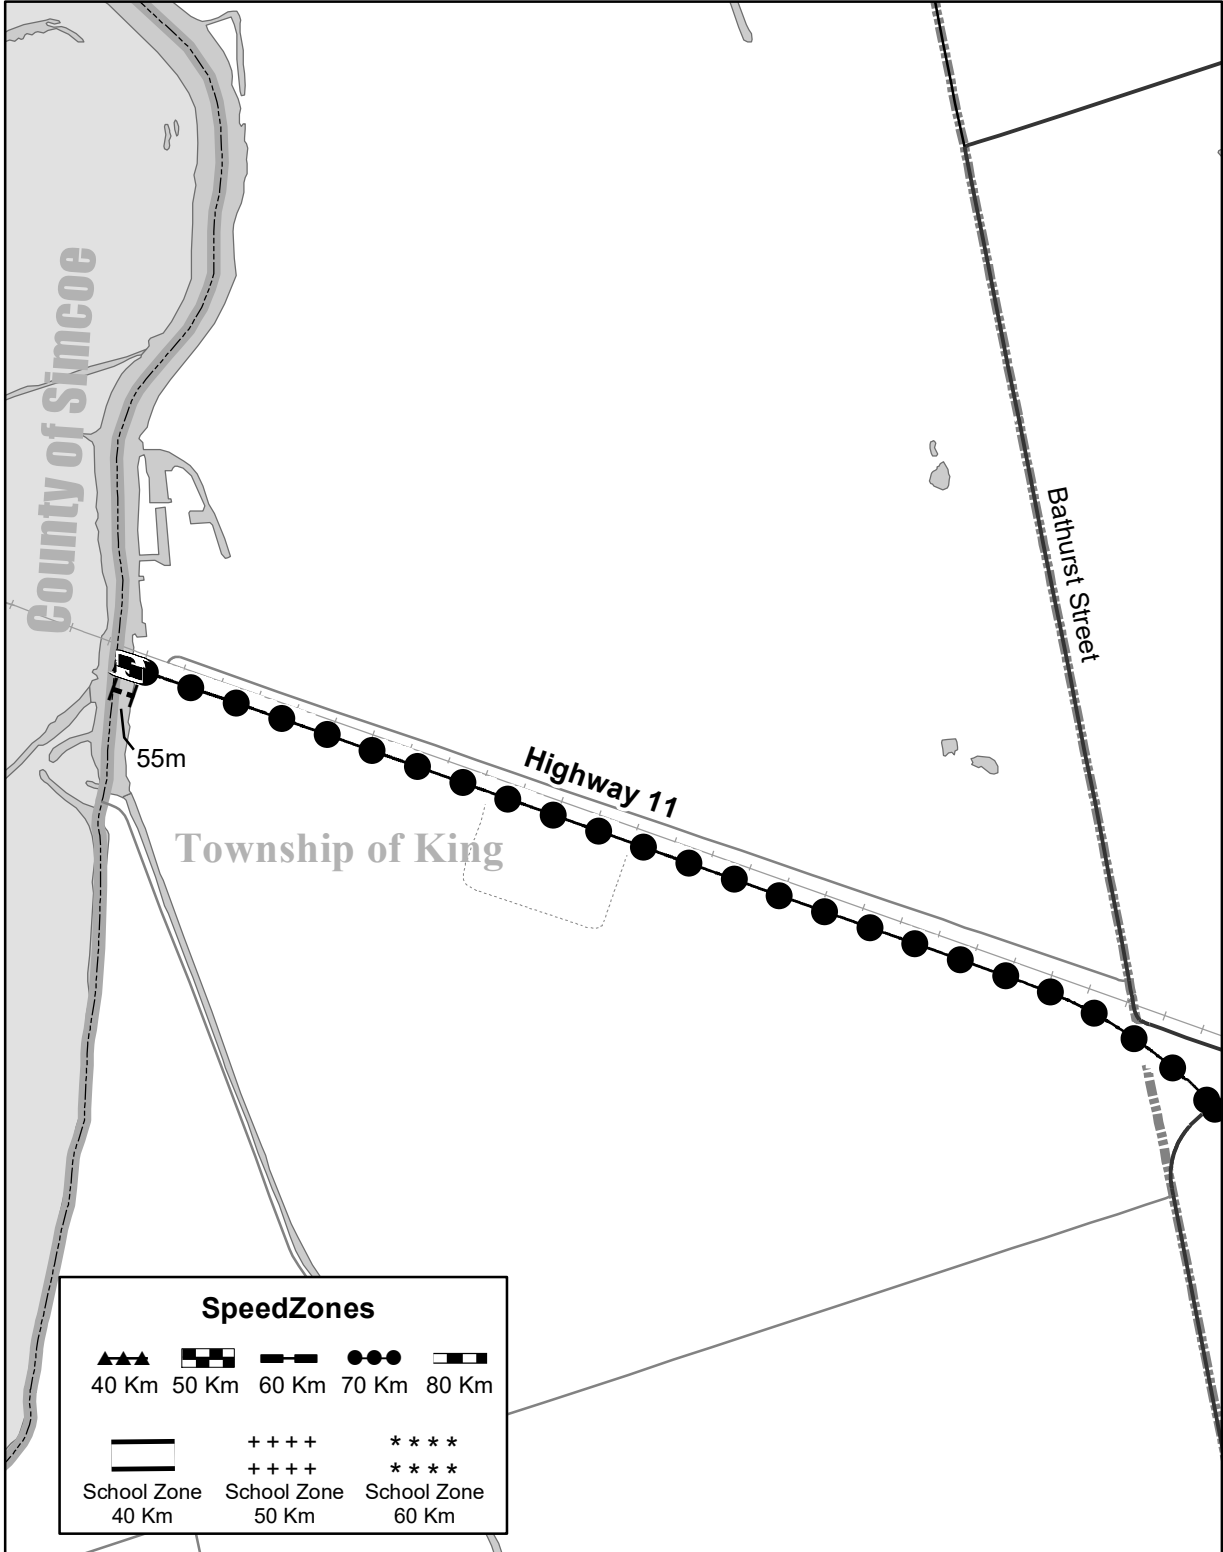 County of Simcoe
Bathurst Street
55m
Highway 11
Township of King
SpeedZones
40 Km 50 Km 60 Km 70 Km 80 Km
School Zone School Zone School Zone
40 Km 50 Km 60 Km